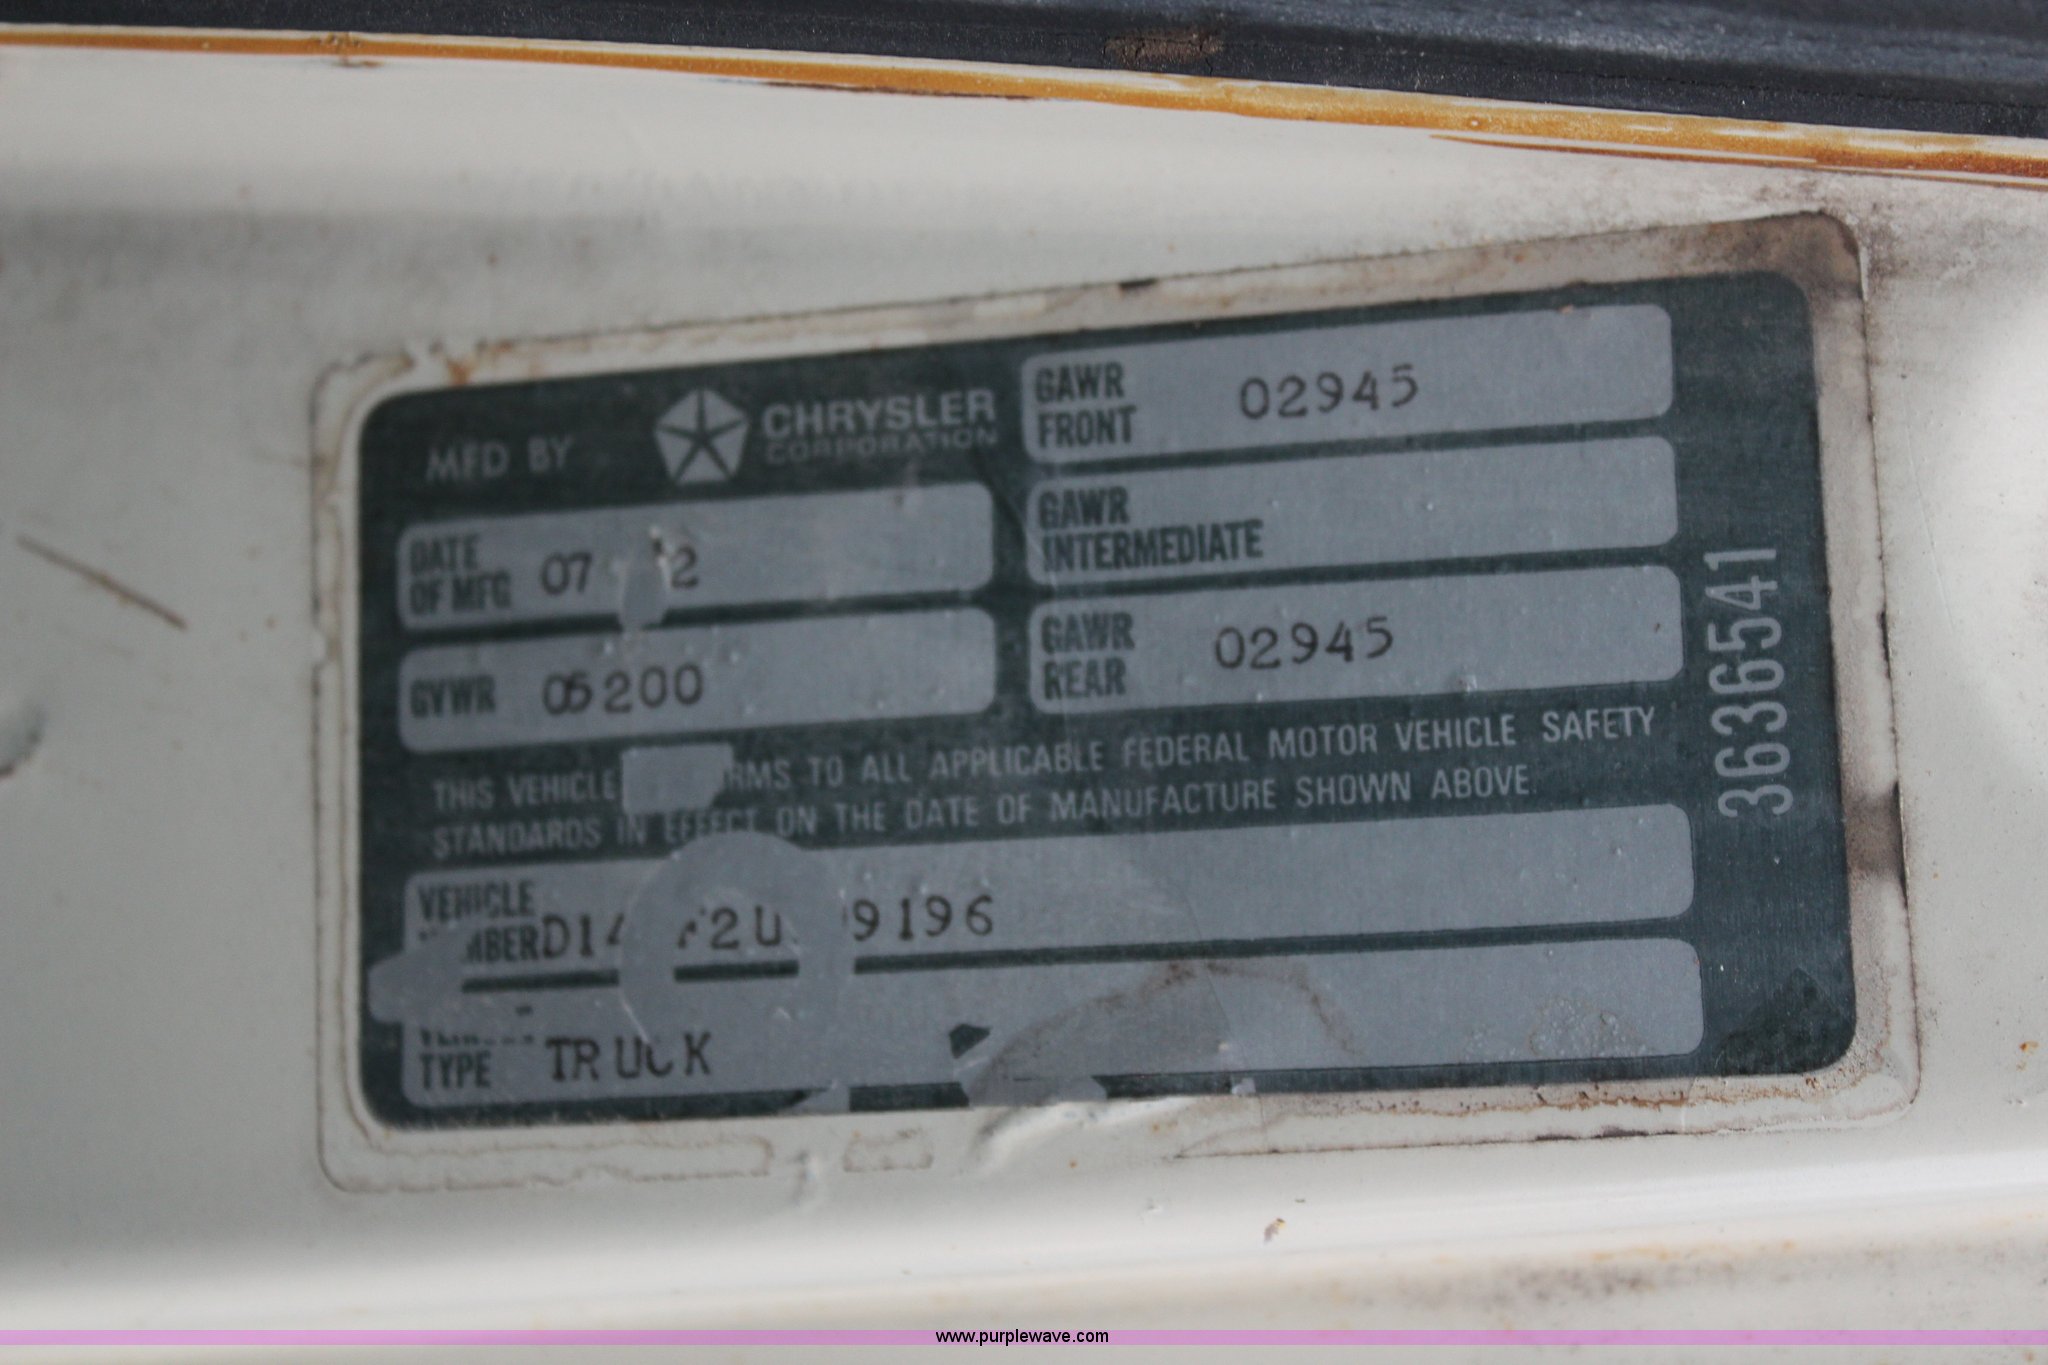 MFD BY CHRYSLER
CORPORATION
DATE
OF MFG 07
GVWR 05200
GAWR
FRONT 02945
GAWR
INTERMEDIATE
GAWR
REAR 02945
THIS VEHICLE TO ALL APPLICABLE FEDERAL MOTOR VEHICLE SAFETY
STANDARDS IN EFFECT ON THE DATE OF MANUFACTURE SHOWN ABOVE.
VEHICLE
9196
TYPE TRUCK
3636541
www.purplewave.com